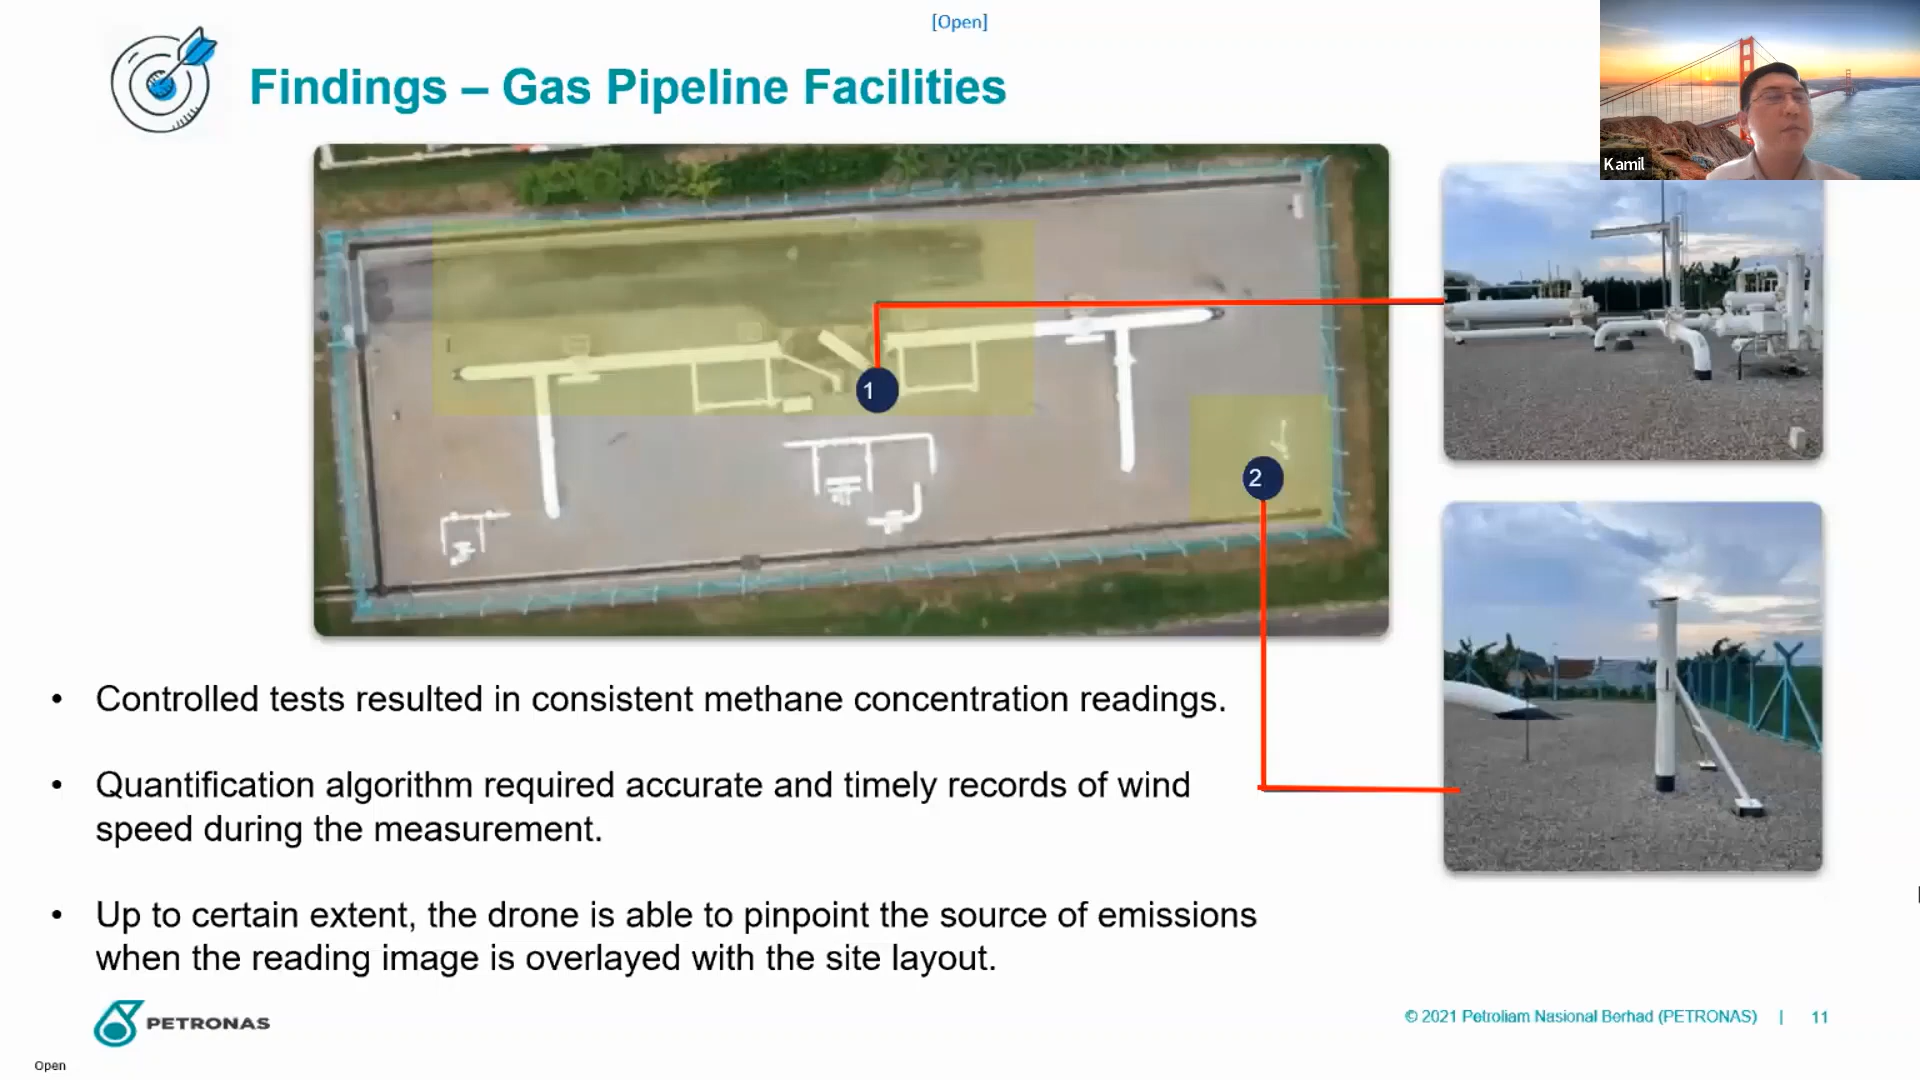 [Open]
Findings – Gas Pipeline Facilities
Kamil
1
2
• Controlled tests resulted in consistent methane concentration readings.
• Quantification algorithm required accurate and timely records of wind
speed during the measurement.
• Up to certain extent, the drone is able to pinpoint the source of emissions
when the reading image is overlayed with the site layout.
PETRONAS
© 2021 Petroliam Nasional Berhad (PETRONAS) | 11
Open